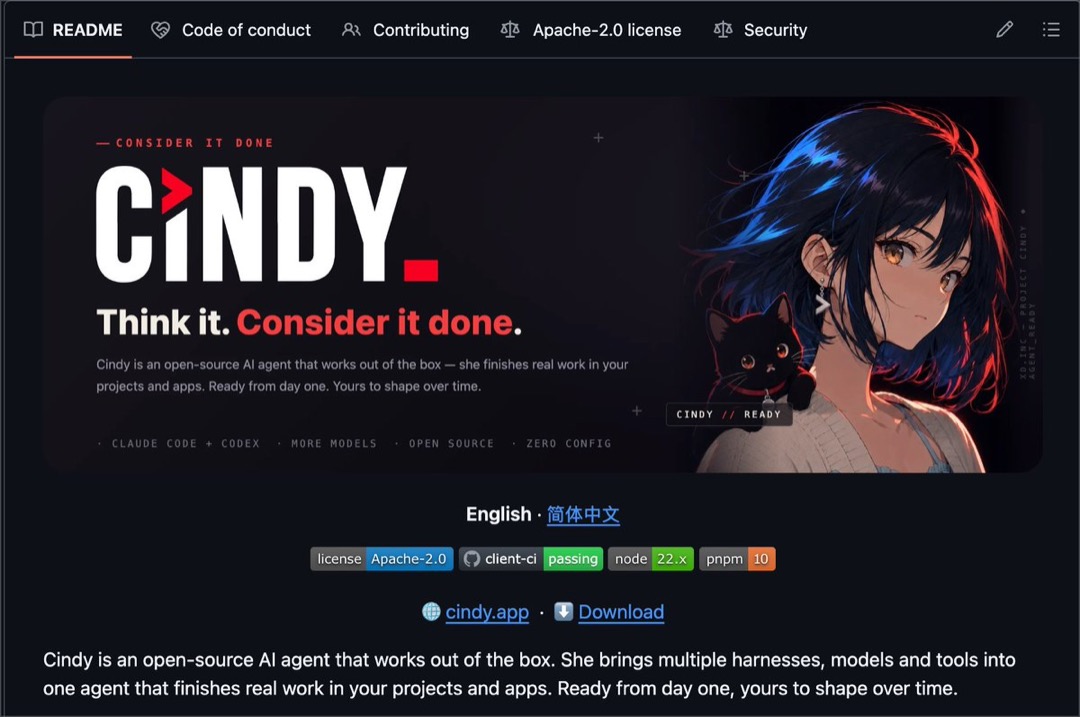 README
Code of conduct
Contributing
Apache-2.0 license
Security
— CONSIDER IT DONE
CINDY_
Think it. Consider it done.
Cindy is an open-source AI agent that works out of the box — she finishes real work in your
projects and apps. Ready from day one. Yours to shape over time.
· CLAUDE CODE + CODEX · MORE MODELS · OPEN SOURCE · ZERO CONFIG
CINDY // READY
XD.INC — PROJECT CINDY
AGENT_READY
English · 简体中文
license Apache-2.0
client-ci passing
node 22.x
pnpm 10
cindy.app · Download
Cindy is an open-source AI agent that works out of the box. She brings multiple harnesses, models and tools into
one agent that finishes real work in your projects and apps. Ready from day one, yours to shape over time.